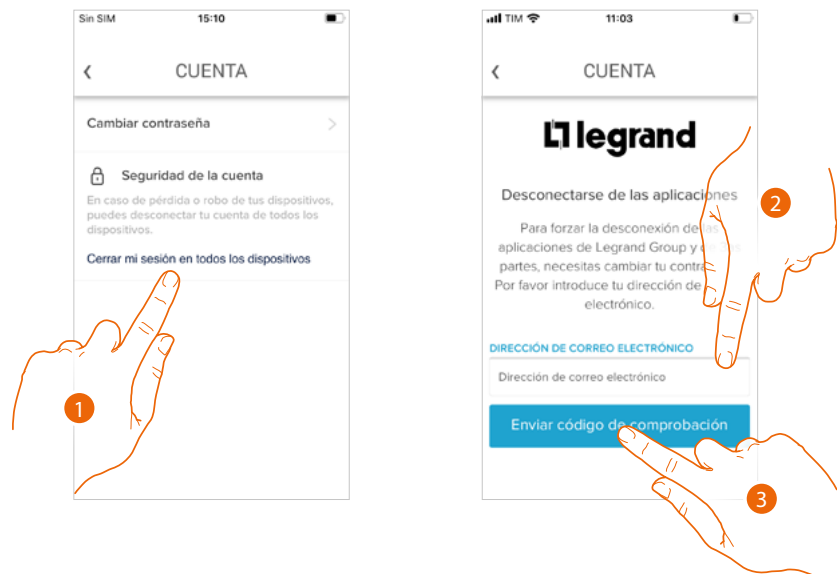 Sin SIM 15:10
CUENTA
Cambiar contraseña
Seguridad de la cuenta
En caso de pérdida o robo de tus dispositivos,
puedes desconectar tu cuenta de todos los
dispositivos.
Cerrar mi sesión en todos los dispositivos
1
TIM 11:03
CUENTA
legrand
Desconectarse de las aplicaciones
Para forzar la desconexión de las
aplicaciones de Legrand Group y de
partes, necesitas cambiar tu
Por favor introduce tu dirección de
electrónico.
DIRECCIÓN DE CORREO ELECTRÓNICO
Dirección de correo electrónico
Enviar código de comprobación
2
3